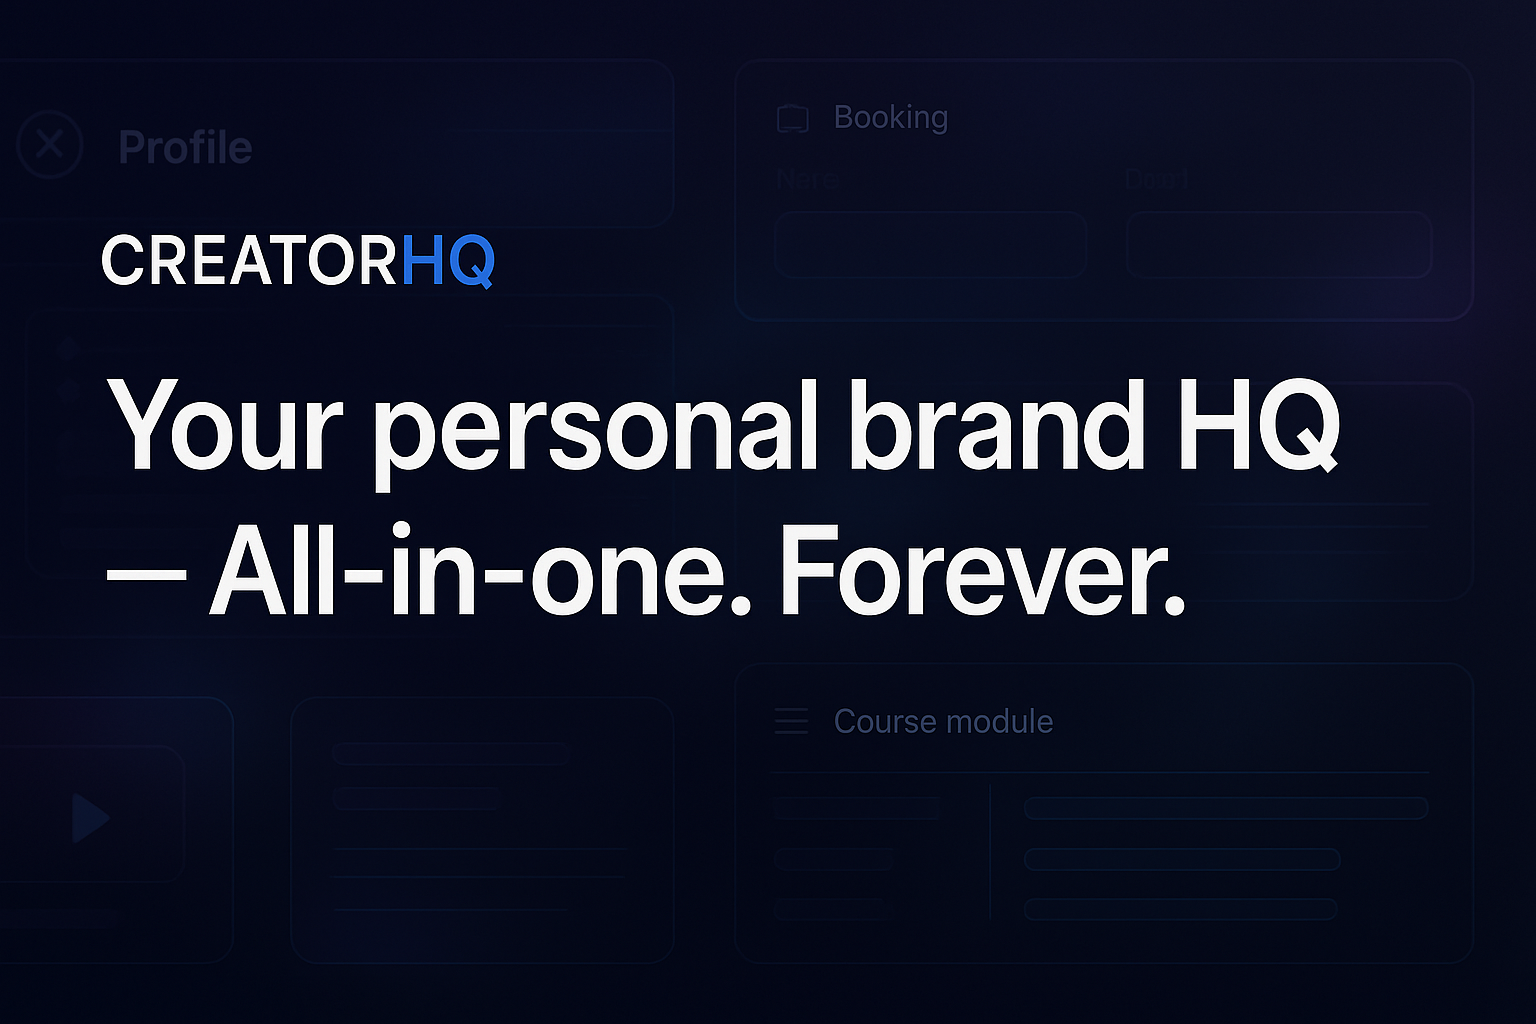 Profile
Booking
CREATORHQ
Your personal brand HQ
— All-in-one. Forever.
Course module